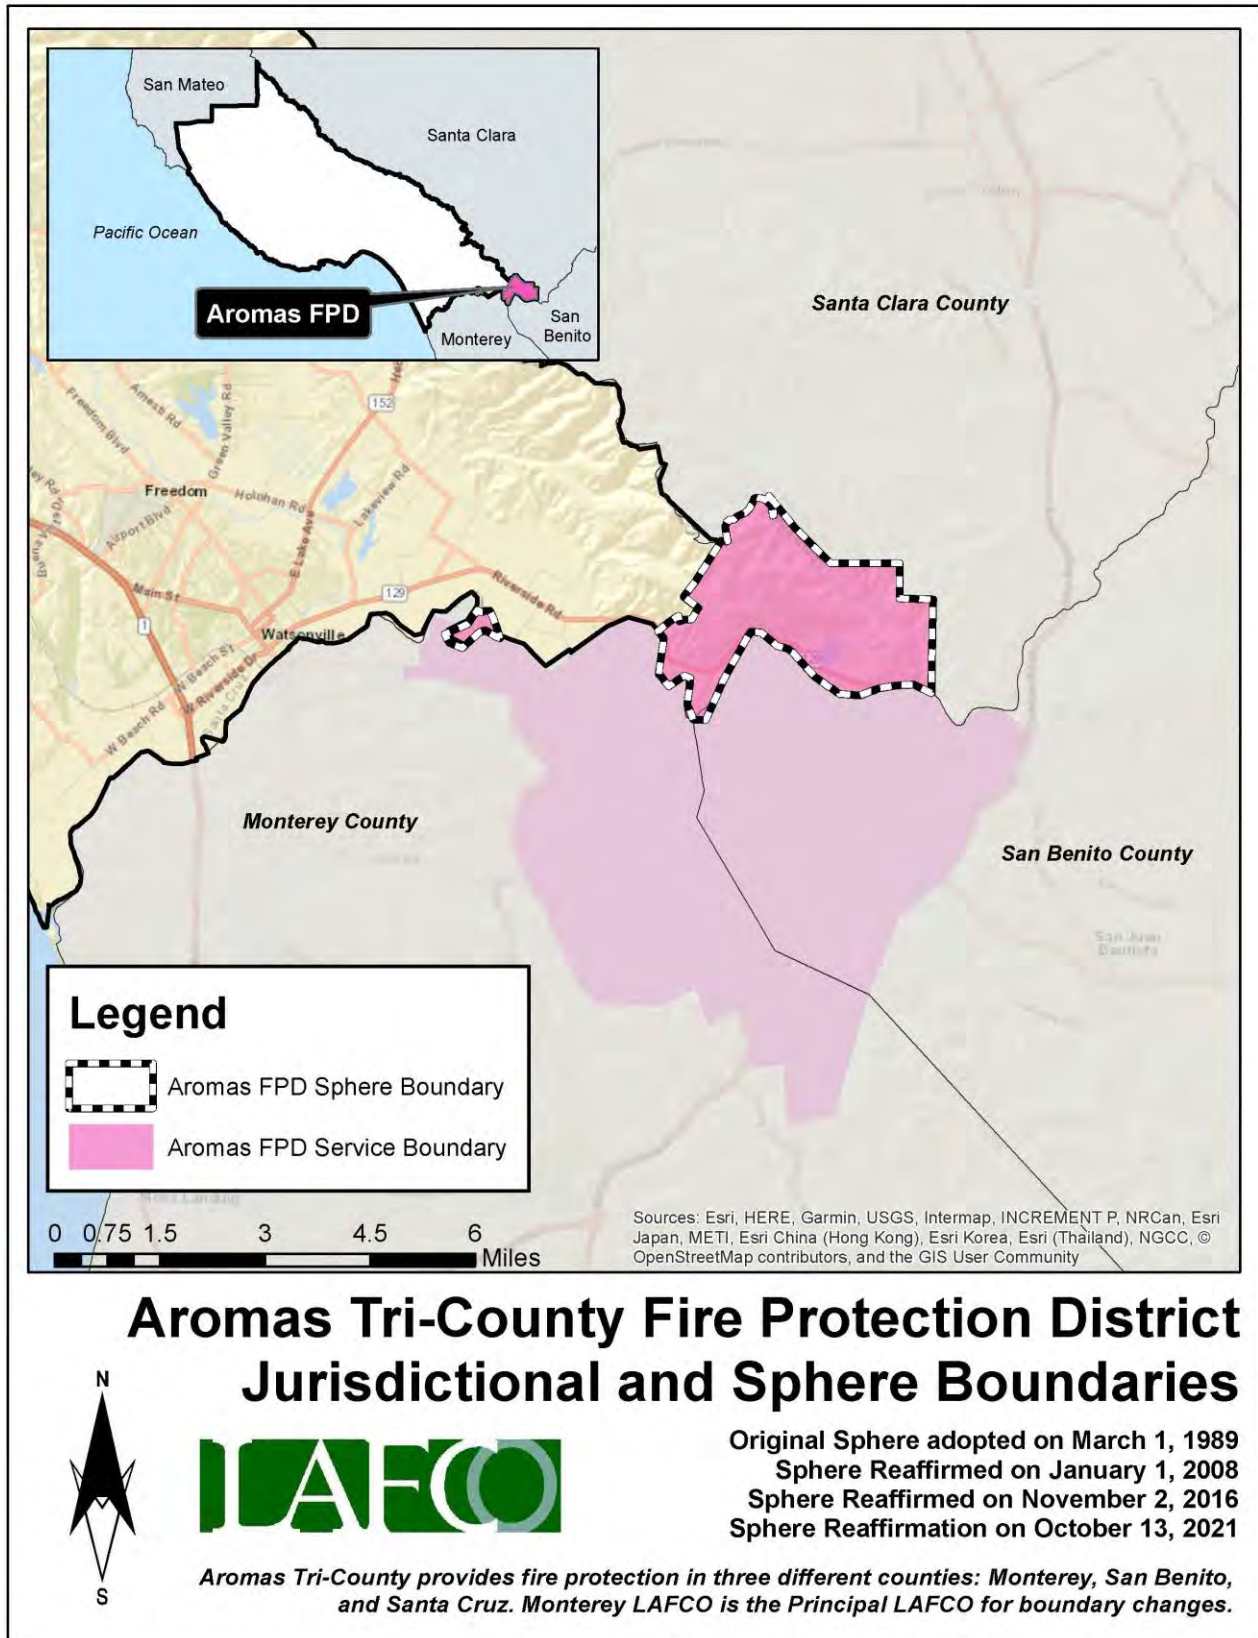 San Mateo
Santa Clara
Pacific Ocean
Aromas FPD
San
Benito
Monterey
Santa Clara County
152
Amesti Rd
Freedom Blvd
Green Valley Rd
Freedom
Holohan Rd
Lakeview Rd
Airport Blvd
E Lake Ave
Main St
129
Riverside Rd
1
Watsonville
W Beach St
W Riverside Dr
W Beach Rd
Monterey County
San Benito County
San Juan
Bautista
Legend
Aromas FPD Sphere Boundary
Aromas FPD Service Boundary
0 0.75 1.5 3 4.5 6
Miles
Sources: Esri, HERE, Garmin, USGS, Intermap, INCREMENT P, NRCan, Esri
Japan, METI, Esri China (Hong Kong), Esri Korea, Esri (Thailand), NGCC, ©
OpenStreetMap contributors, and the GIS User Community
Aromas Tri-County Fire Protection District
Jurisdictional and Sphere Boundaries
N
S
LAFCO
Original Sphere adopted on March 1, 1989
Sphere Reaffirmed on January 1, 2008
Sphere Reaffirmed on November 2, 2016
Sphere Reaffirmation on October 13, 2021
Aromas Tri-County provides fire protection in three different counties: Monterey, San Benito,
and Santa Cruz. Monterey LAFCO is the Principal LAFCO for boundary changes.